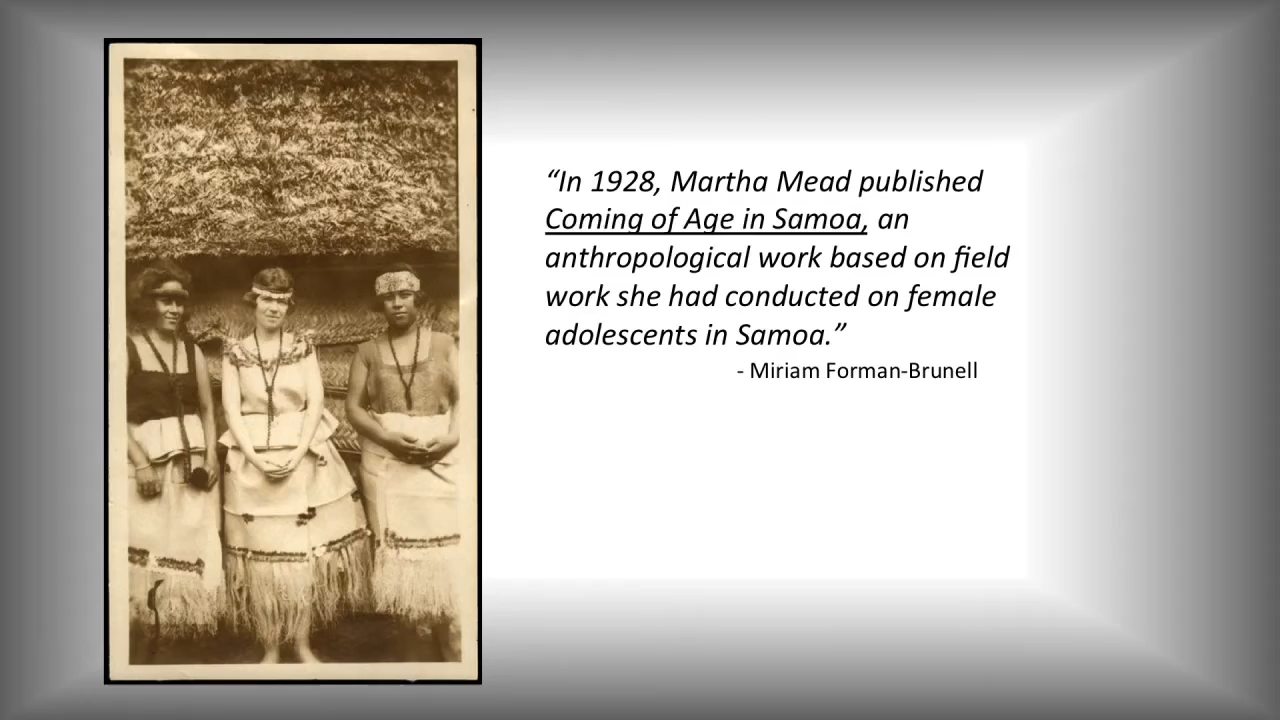 “In 1928, Martha Mead published
Coming of Age in Samoa, an
anthropological work based on field
work she had conducted on female
adolescents in Samoa.”
- Miriam Forman-Brunell